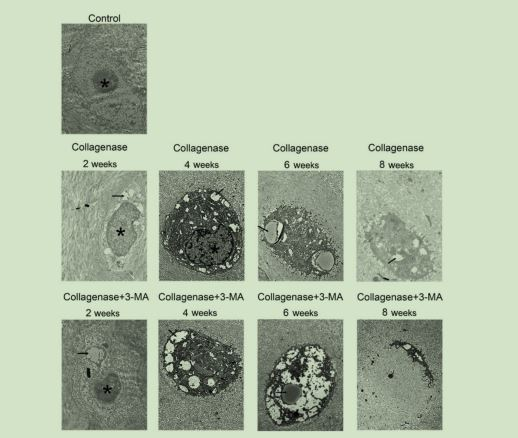 Control
Collagenase Collagenase Collagenase Collagenase
2 weeks 4 weeks 6 weeks 8 weeks
*
*
*
Collagenase+3-MA Collagenase+3-MA Collagenase+3-MA Collagenase+3-MA
2 weeks 4 weeks 6 weeks 8 weeks
*